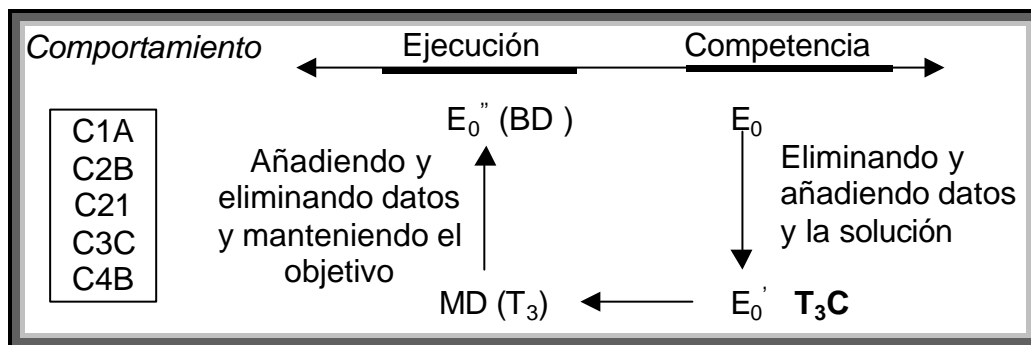 Comportamiento Ejecución Competencia
C1A
C2B
C21
C3C
C4B
E₀” (BD )
Añadiendo y
eliminando datos
y manteniendo el
objetivo
MD (T₃)
E₀
Eliminando y
añadiendo datos
y la solución
E₀’ T₃C